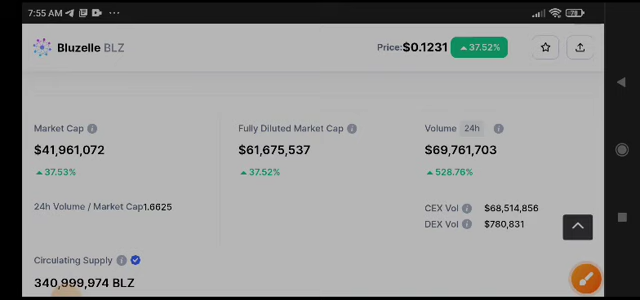 7:55 AM
78
Bluzelle BLZ
Price:$0.1231 37.52%
Market Cap
Fully Diluted Market Cap
Volume 24h
$41,961,072
$61,675,537
$69,761,703
37.53%
37.52%
528.76%
24h Volume / Market Cap1.6625
CEX Vol $68,514,856
DEX Vol $780,831
Circulating Supply
340,999,974 BLZ